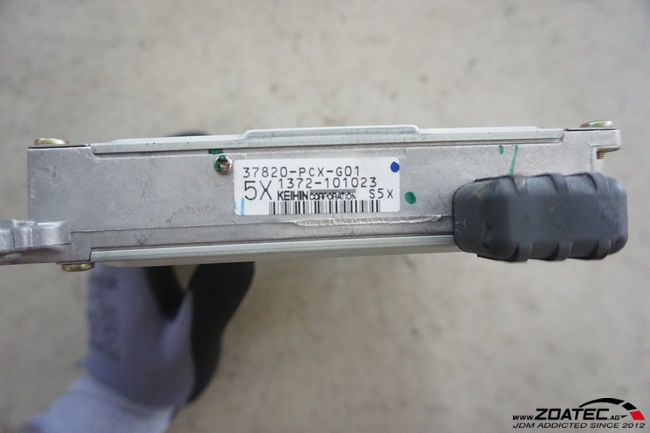 37820-PCX-G01
5X 1372-101023
KEIHIN CORPORATION S5X
www.ZOATEC.AG
JDM ADDICTED SINCE 2012